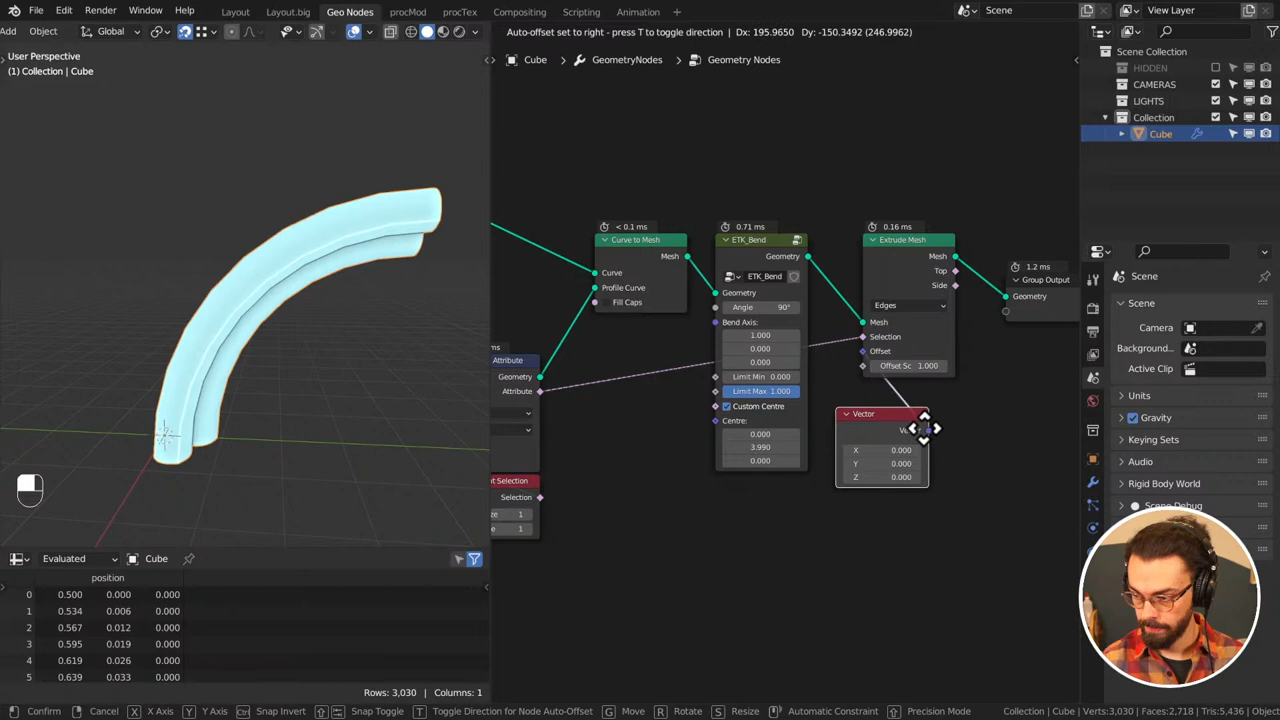 File Edit Render Window Help Layout Layout.big Geo Nodes procMod procTex Compositing Scripting Animation + Scene View Layer
Add Object Global
Auto-offset set to right - press T to toggle direction | Dx: 195.9650 Dy: -150.3492 (246.9962)
User Perspective
(1) Collection | Cube
Cube GeometryNodes Geometry Nodes
Scene Collection
HIDDEN
CAMERAS
LIGHTS
Collection
Cube
< 0.1 ms
Curve to Mesh
Mesh
Curve
Profile Curve
Fill Caps
0.71 ms
ETK_Bend
Geometry
ETK_Bend
Geometry
Angle 90°
Bend Axis:
1.000
0.000
0.000
Limit Min 0.000
Limit Max 1.000
Custom Centre
Centre:
0.000
3.990
0.000
0.16 ms
Extrude Mesh
Mesh
Top
Side
Edges
Mesh
Selection
Offset
Offset Sc 1.000
1.2 ms
Group Output
Geometry
ms
Attribute
Geometry
Attribute
Selection
Selection
1
1
Vector
X 0.000
Y 0.000
Z 0.000
Scene
Scene
Camera
Background...
Active Clip
Units
Gravity
Keying Sets
Audio
Rigid Body World
Evaluated Cube
position
0 0.500 0.000 0.000
1 0.534 0.006 0.000
2 0.567 0.012 0.000
3 0.595 0.019 0.000
4 0.619 0.026 0.000
5 0.639 0.033 0.000
Rows: 3,030 | Columns: 1
Confirm Cancel X X Axis Y Y Axis Snap Invert Snap Toggle T Toggle Direction for Node Auto-Offset G Move R Rotate S Resize Automatic Constraint Precision Mode Collection | Cube | Verts:3,030 | Faces:2,718 | Tris:5,436 | Object